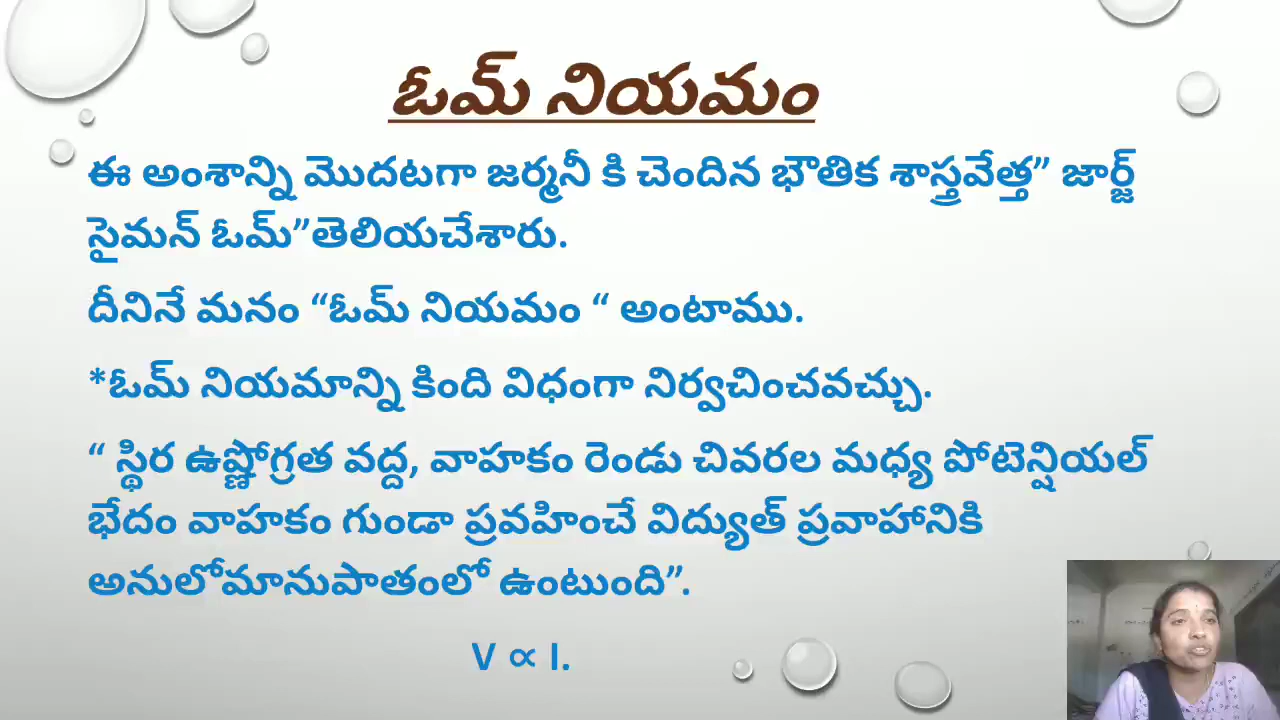 ఓమ్ నియమం
ఈ అంశాన్ని మొదటగా జర్మనీ కి చెందిన భౌతిక శాస్త్రవేత్త” జార్జ్
సైమన్ ఓమ్”తెలియచేశారు.
దీనినే మనం “ఓమ్ నియమం “ అంటాము.
*ఓమ్ నియమాన్ని కింది విధంగా నిర్వచించవచ్చు.
“ స్థిర ఉష్ణోగ్రత వద్ద, వాహకం రెండు చివరల మధ్య పోటెన్షియల్
భేదం వాహకం గుండా ప్రవహించే విద్యుత్ ప్రవాహానికి
అనులోమానుపాతంలో ఉంటుంది”.
V ∝ I.